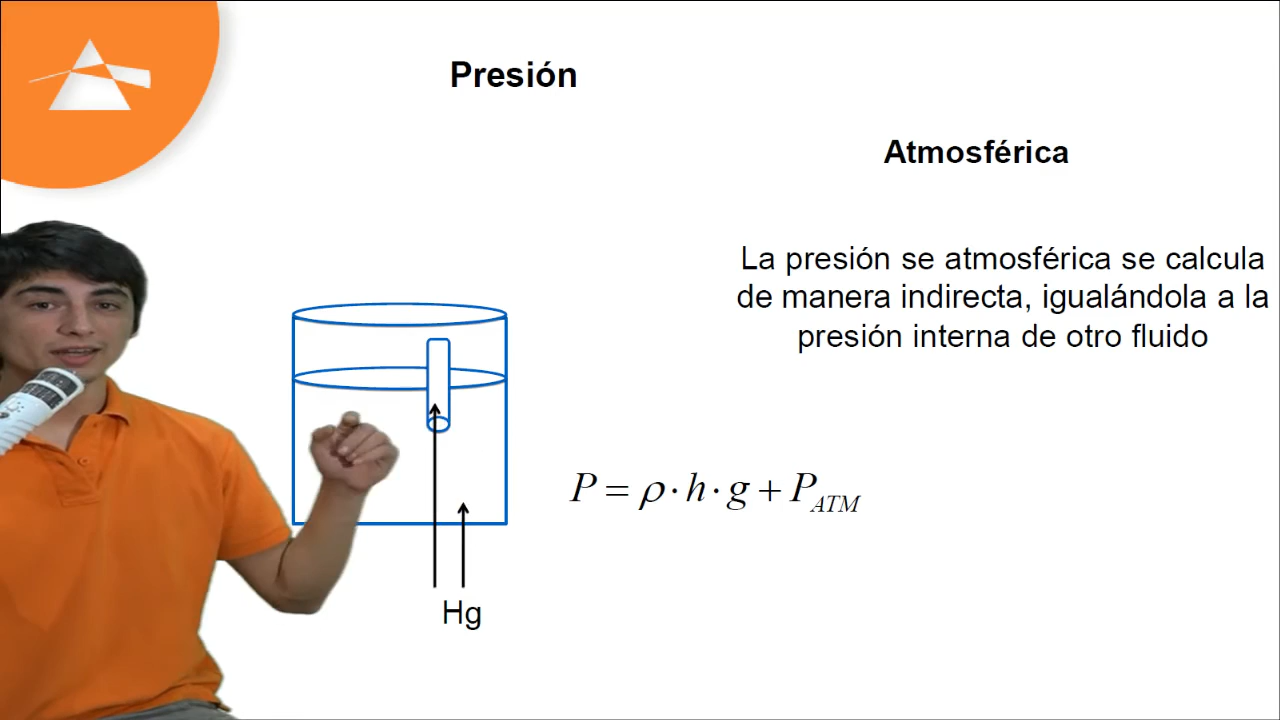 Presión
Atmosférica
La presión se atmosférica se calcula
de manera indirecta, igualándola a la
presión interna de otro fluido
P = ρ · h · g + P_ATM
Hg